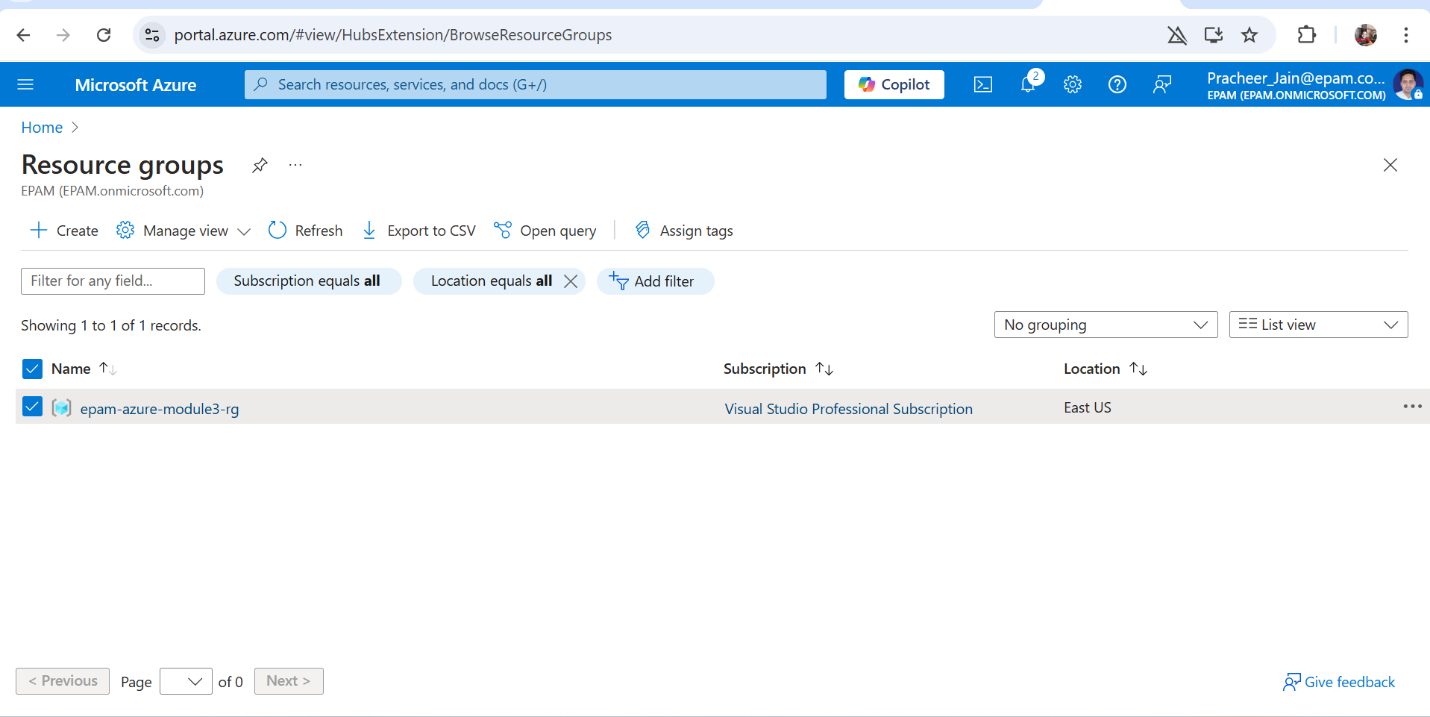 portal.azure.com/#view/HubsExtension/BrowseResourceGroups
Microsoft Azure
Search resources, services, and docs (G+/)
Copilot
2
Pracheer_Jain@epam.co...
EPAM (EPAM.ONMICROSOFT.COM)
Home >
Resource groups
...
EPAM (EPAM.onmicrosoft.com)
Create Manage view Refresh Export to CSV Open query Assign tags
Filter for any field... Subscription equals all Location equals all Add filter
Showing 1 to 1 of 1 records. No grouping List view
Name Subscription Location
epam-azure-module3-rg Visual Studio Professional Subscription East US
< Previous Page of 0 Next > Give feedback